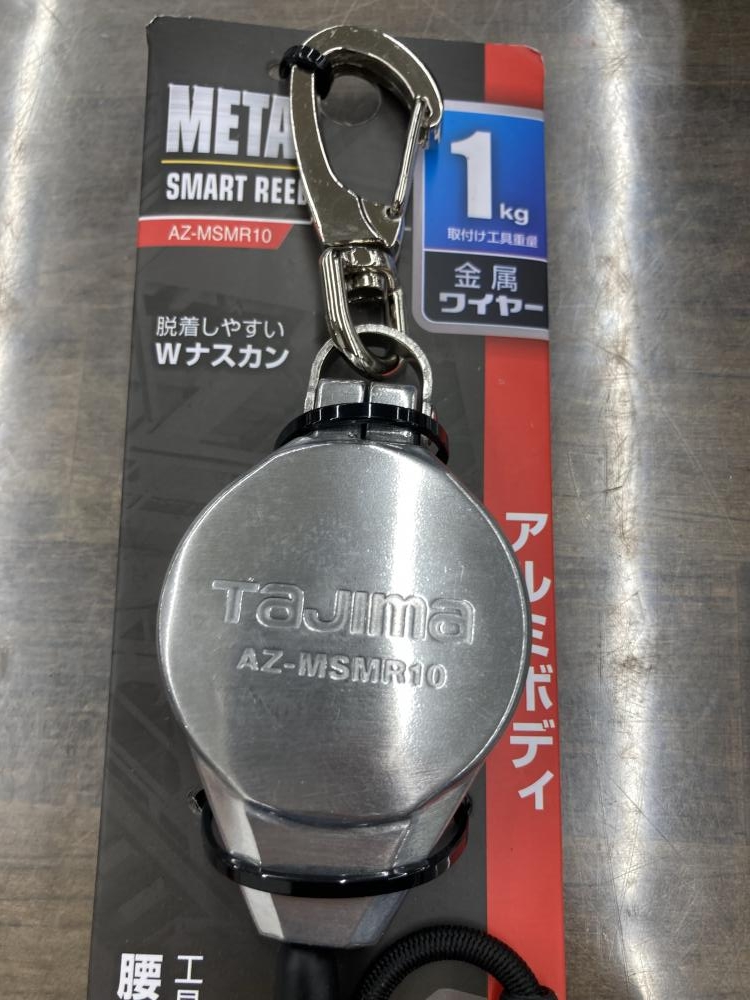 META
SMART REE
AZ-MSMR10
1kg
取付け工具重量
金属
ワイヤー
脱着しやすい
Wナスカン
Tajima
AZ-MSMR10
アルミボディ
腰
工具